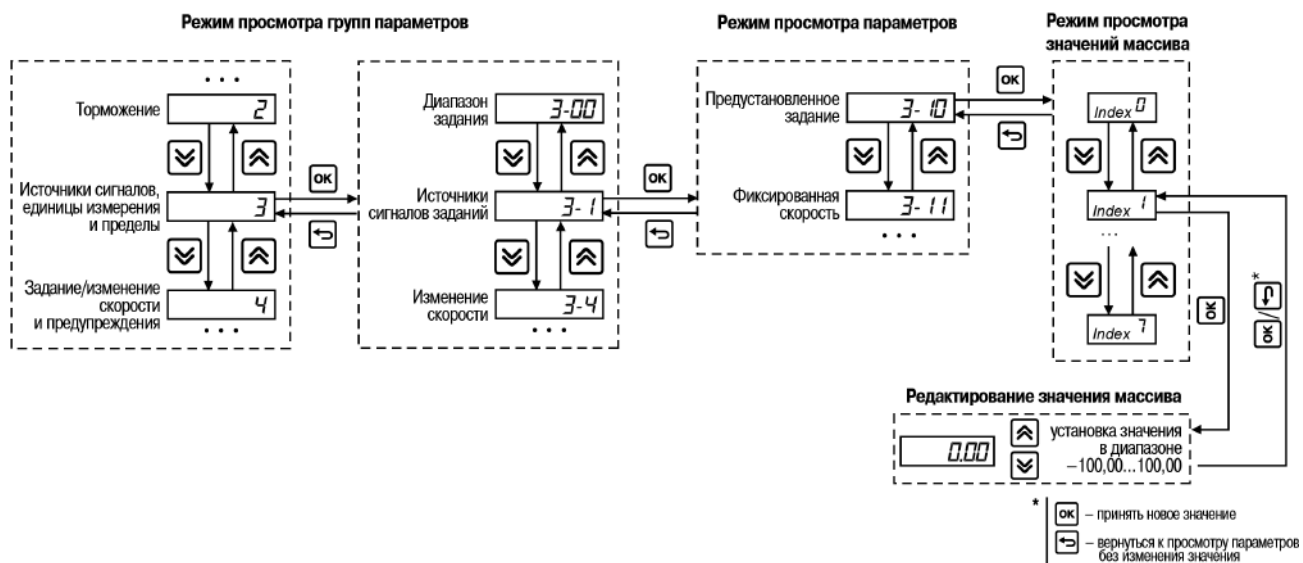 Режим просмотра групп параметров
Режим просмотра параметров
Режим просмотра
значений массива
• • •
Торможение
2
Источники сигналов,
единицы измерения
и пределы
3
Задание/изменение
скорости
и предупреждения
4
• • •
OK
Диапазон
задания
3-00
Источники
сигналов заданий
3-1
Изменение
скорости
3-4
• • •
OK
Предустановленное
задание
3-10
Фиксированная
скорость
3-11
• • •
OK
Index 0
Index 1
...
Index 7
OK
OK / *
Редактирование значения массива
0.00
установка значения
в диапазоне
–100,00...100,00
*
OK – принять новое значение
– вернуться к просмотру параметров
без изменения значения